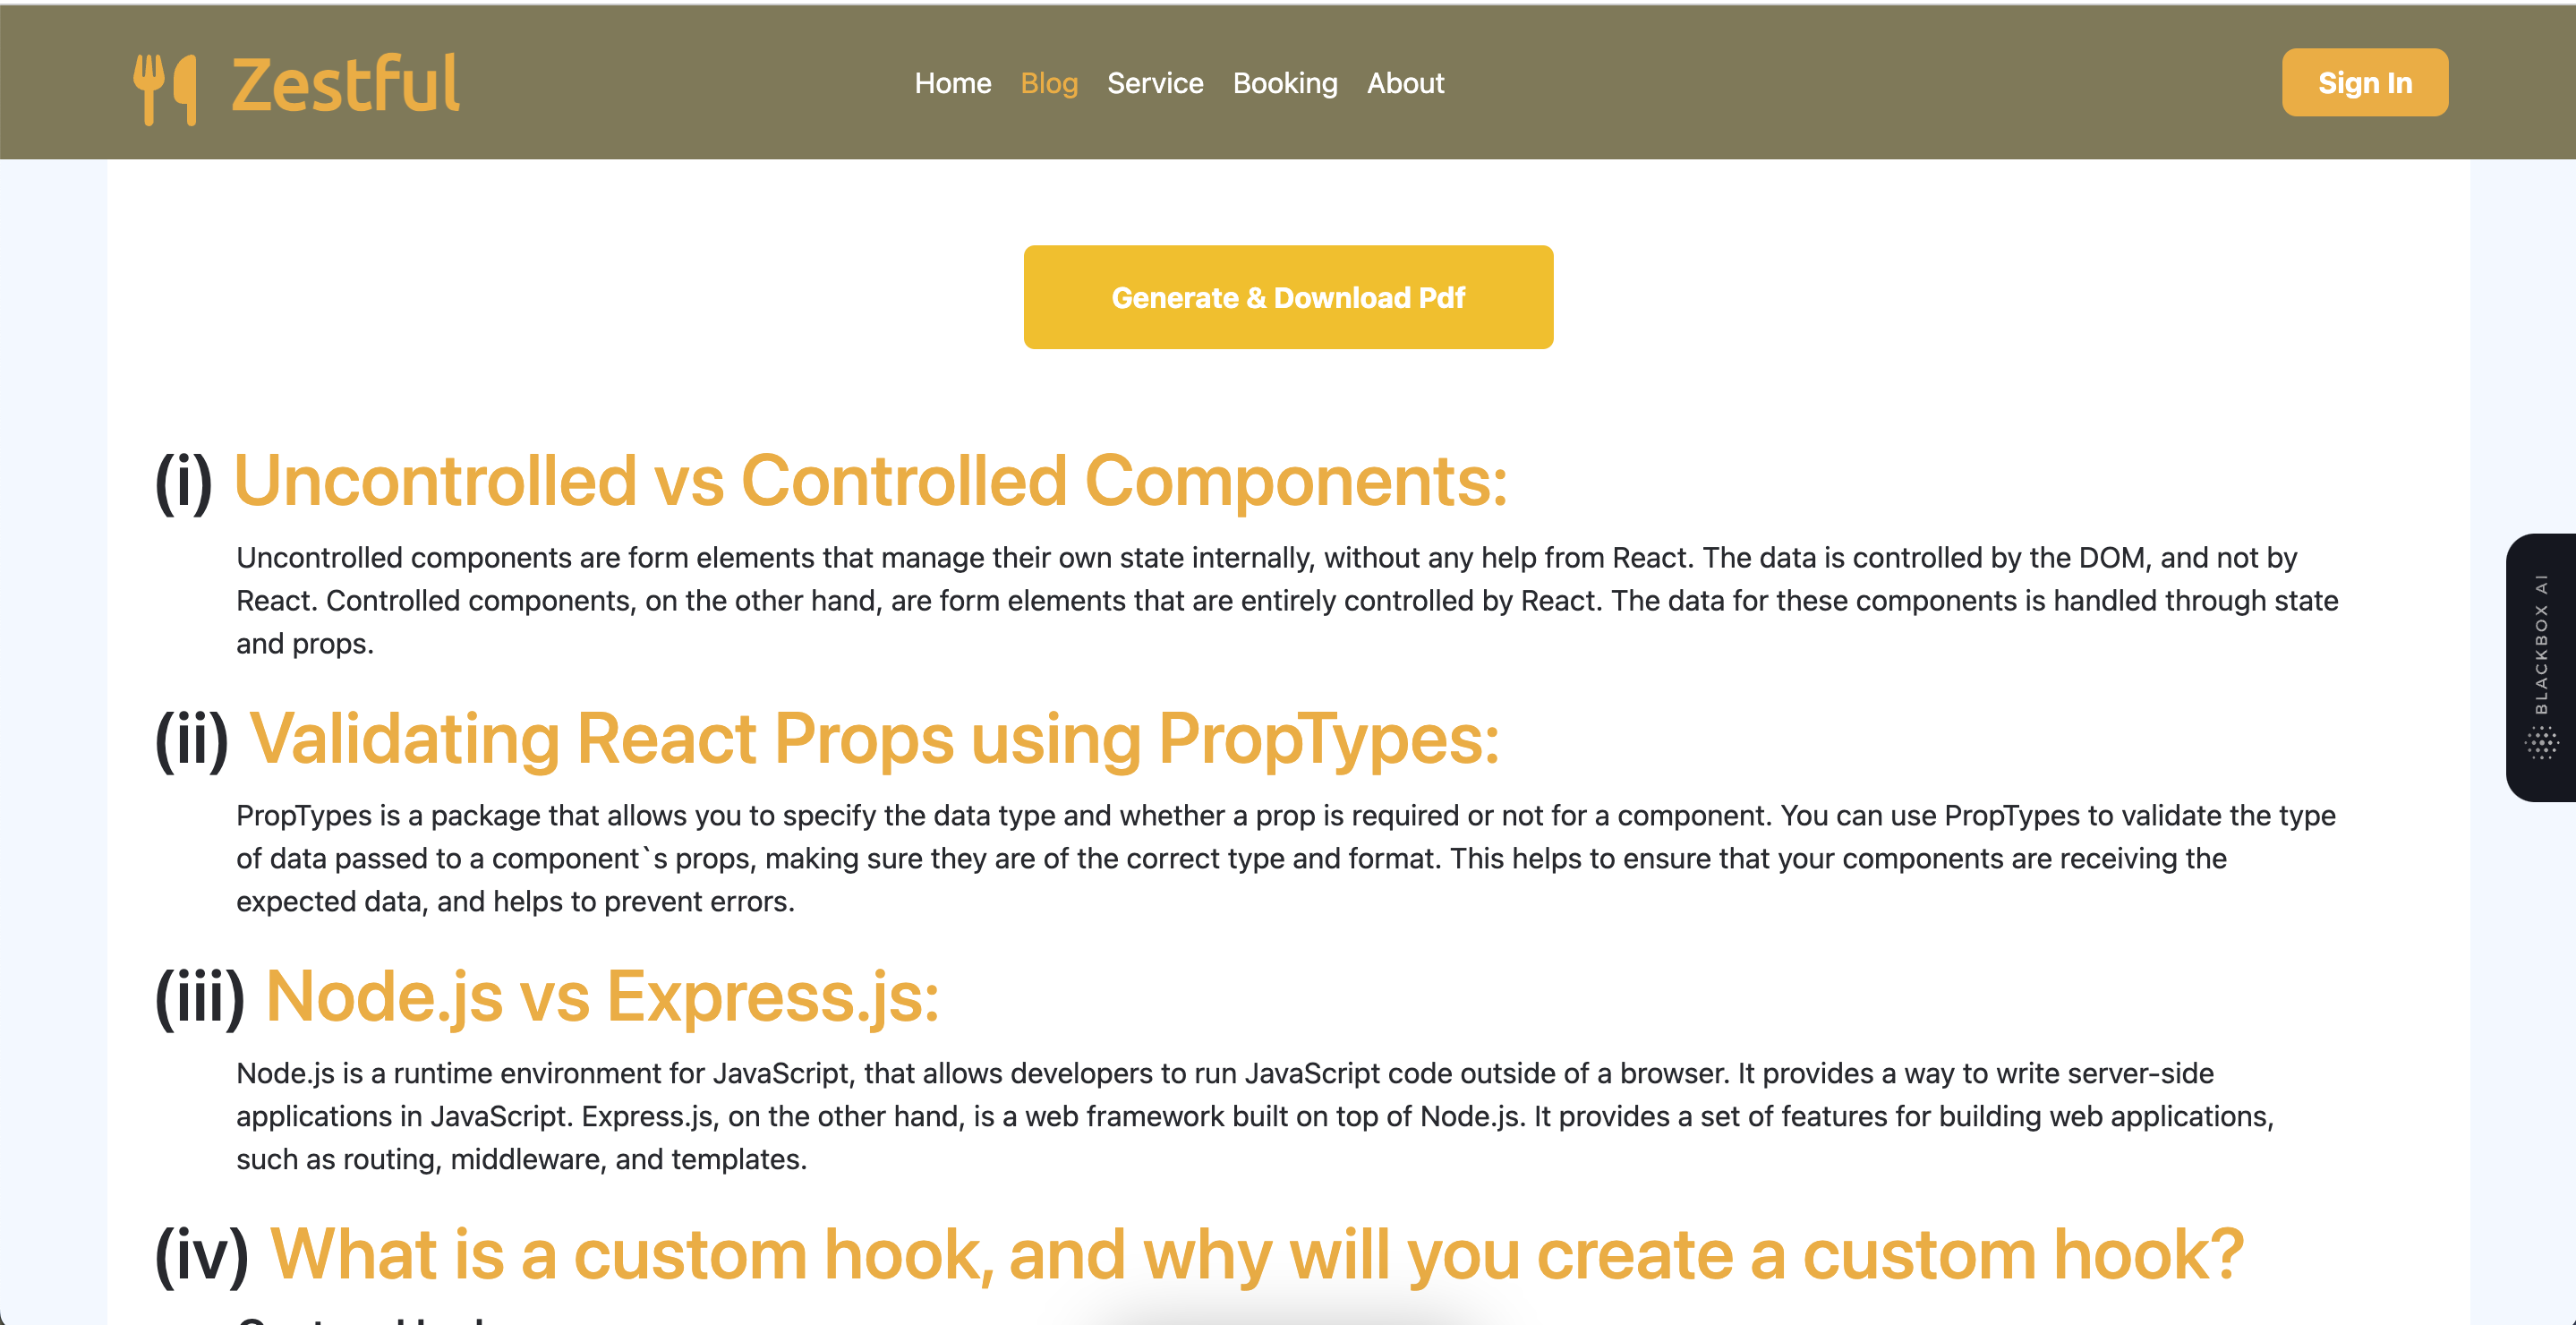 Zestful
Home Blog Service Booking About
Sign In
Generate & Download Pdf
(i) Uncontrolled vs Controlled Components:
Uncontrolled components are form elements that manage their own state internally, without any help from React. The data is controlled by the DOM, and not by
React. Controlled components, on the other hand, are form elements that are entirely controlled by React. The data for these components is handled through state
and props.
BLACKBOX AI
(ii) Validating React Props using PropTypes:
PropTypes is a package that allows you to specify the data type and whether a prop is required or not for a component. You can use PropTypes to validate the type
of data passed to a component`s props, making sure they are of the correct type and format. This helps to ensure that your components are receiving the
expected data, and helps to prevent errors.
(iii) Node.js vs Express.js:
Node.js is a runtime environment for JavaScript, that allows developers to run JavaScript code outside of a browser. It provides a way to write server-side
applications in JavaScript. Express.js, on the other hand, is a web framework built on top of Node.js. It provides a set of features for building web applications,
such as routing, middleware, and templates.
(iv) What is a custom hook, and why will you create a custom hook?